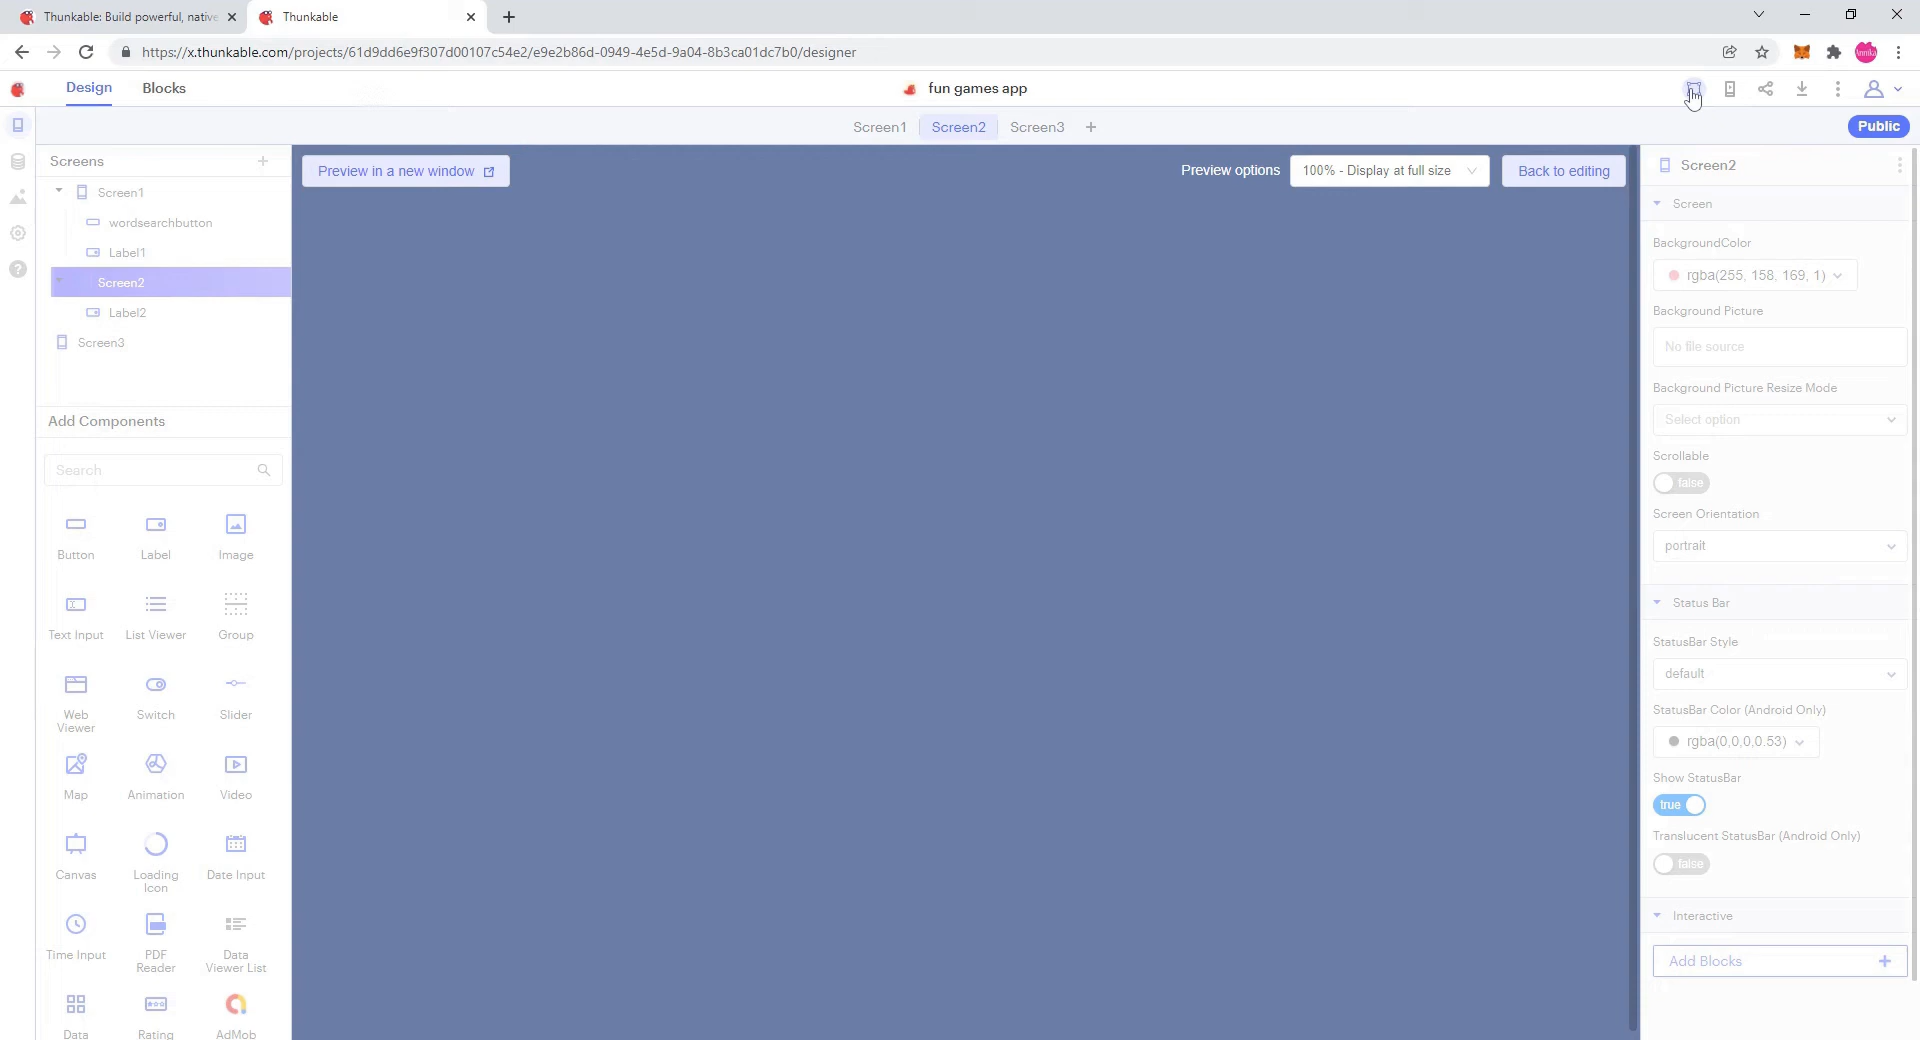 Thunkable: Build powerful, native
Thunkable
https://x.thunkable.com/projects/61d9dd6e9f307d00107c54e2/e9e2b86d-0949-4e5d-9a04-8b3ca01dc7b0/designer
Annika
Design
Blocks
fun games app
Screen1
Screen2
Screen3
Public
Screens
Screen1
wordsearchbutton
Label1
Screen2
Label2
Screen3
Add Components
Search
Button
Label
Image
Text Input
List Viewer
Group
Web
Viewer
Switch
Slider
Map
Animation
Video
Canvas
Loading
Icon
Date Input
Time Input
PDF
Reader
Data
Viewer List
Data
Rating
AdMob
Preview in a new window
Preview options
100% - Display at full size
Back to editing
Screen2
Screen
BackgroundColor
rgba(255, 158, 169, 1)
Background Picture
No file source
Background Picture Resize Mode
Select option
Scrollable
false
Screen Orientation
portrait
Status Bar
StatusBar Style
default
StatusBar Color (Android Only)
rgba(0,0,0,0.53)
Show StatusBar
true
Translucent StatusBar (Android Only)
false
Interactive
Add Blocks